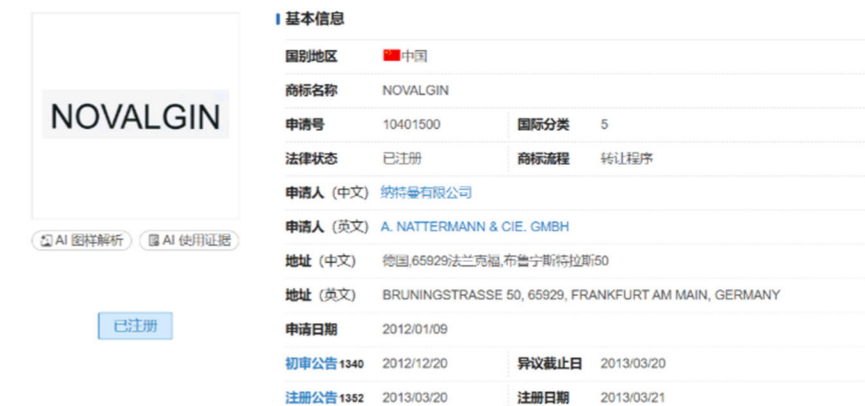 基本信息
国别地区 中国
商标名称 NOVALGIN
申请号 10401500 国际分类 5
法律状态 已注册 商标流程 转让程序
申请人 (中文) 纳特曼有限公司
申请人 (英文) A. NATTERMANN & CIE. GMBH
地址 (中文) 德国,65929法兰克福,布鲁宁斯特拉斯50
地址 (英文) BRUNINGSTRASSE 50, 65929, FRANKFURT AM MAIN, GERMANY
申请日期 2012/01/09
初审公告1340 2012/12/20 异议截止日 2013/03/20
注册公告1352 2013/03/20 注册日期 2013/03/21
NOVALGIN
AI 图样解析 AI 使用证据
已注册